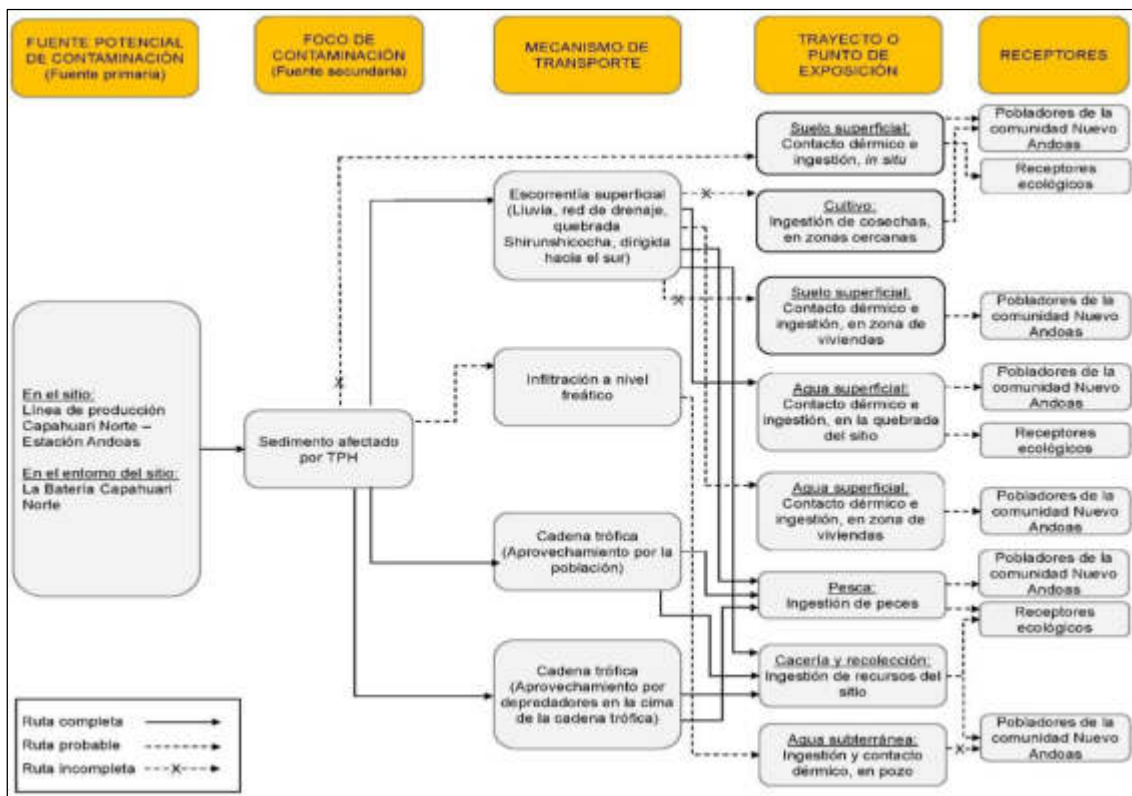 FUENTE POTENCIAL
DE CONTAMINACIÓN
(Fuente primaria)
FOCO DE
CONTAMINACIÓN
(Fuente secundaria)
MECANISMO DE
TRANSPORTE
TRAYECTO O
PUNTO DE
EXPOSICIÓN
RECEPTORES
En el sitio:
Línea de producción
Capahuari Norte –
Estación Andoas
En el entorno del sitio:
La Batería Capahuari
Norte
Sedimento afectado
por TPH
Escorrentía superficial
(Lluvia, red de drenaje,
quebrada
Shirunshicocha, dirigida
hacia el sur)
Infiltración a nivel
freático
Cadena trófica
(Aprovechamiento por la
población)
Cadena trófica
(Aprovechamiento por
depredadores en la cima
de la cadena trófica)
Suelo superficial:
Contacto dérmico e
ingestión, in situ
Cultivo:
Ingestión de cosechas,
en zonas cercanas
Suelo superficial:
Contacto dérmico e
ingestión, en zona de
viviendas
Agua superficial:
Contacto dérmico e
ingestión, en la quebrada
del sitio
Agua superficial:
Contacto dérmico e
ingestión, en zona de
viviendas
Pesca:
Ingestión de peces
Cacería y recolección:
Ingestión de recursos del
sitio
Agua subterránea:
Ingestión y contacto
dérmico, en pozo
Pobladores de la
comunidad Nuevo
Andoas
Receptores
ecológicos
Pobladores de la
comunidad Nuevo
Andoas
Pobladores de la
comunidad Nuevo
Andoas
Receptores
ecológicos
Pobladores de la
comunidad Nuevo
Andoas
Pobladores de la
comunidad Nuevo
Andoas
Receptores
ecológicos
Pobladores de la
comunidad Nuevo
Andoas
Ruta completa
Ruta probable
Ruta incompleta